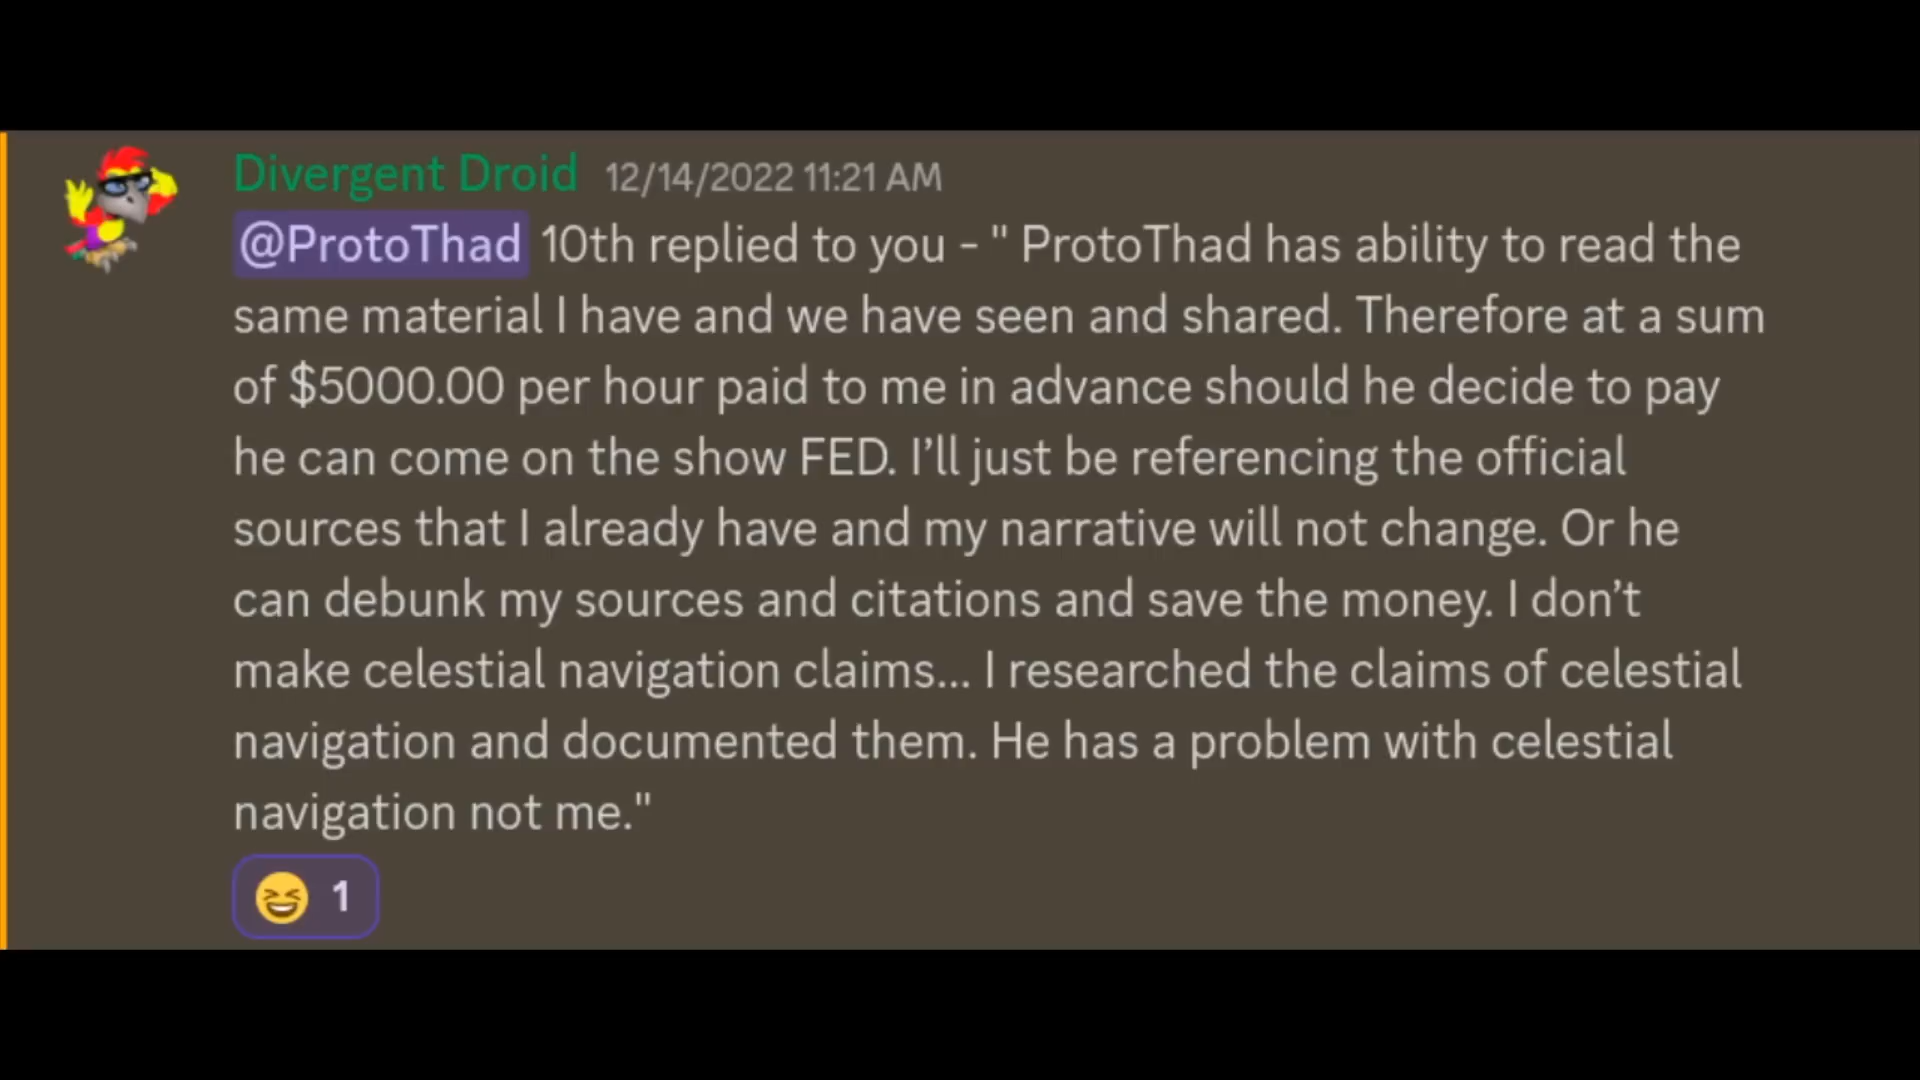 Divergent Droid 12/14/2022 11:21 AM
@ProtoThad 10th replied to you - " ProtoThad has ability to read the
same material I have and we have seen and shared. Therefore at a sum
of $5000.00 per hour paid to me in advance should he decide to pay
he can come on the show FED. I’ll just be referencing the official
sources that I already have and my narrative will not change. Or he
can debunk my sources and citations and save the money. I don’t
make celestial navigation claims... I researched the claims of celestial
navigation and documented them. He has a problem with celestial
navigation not me."
1